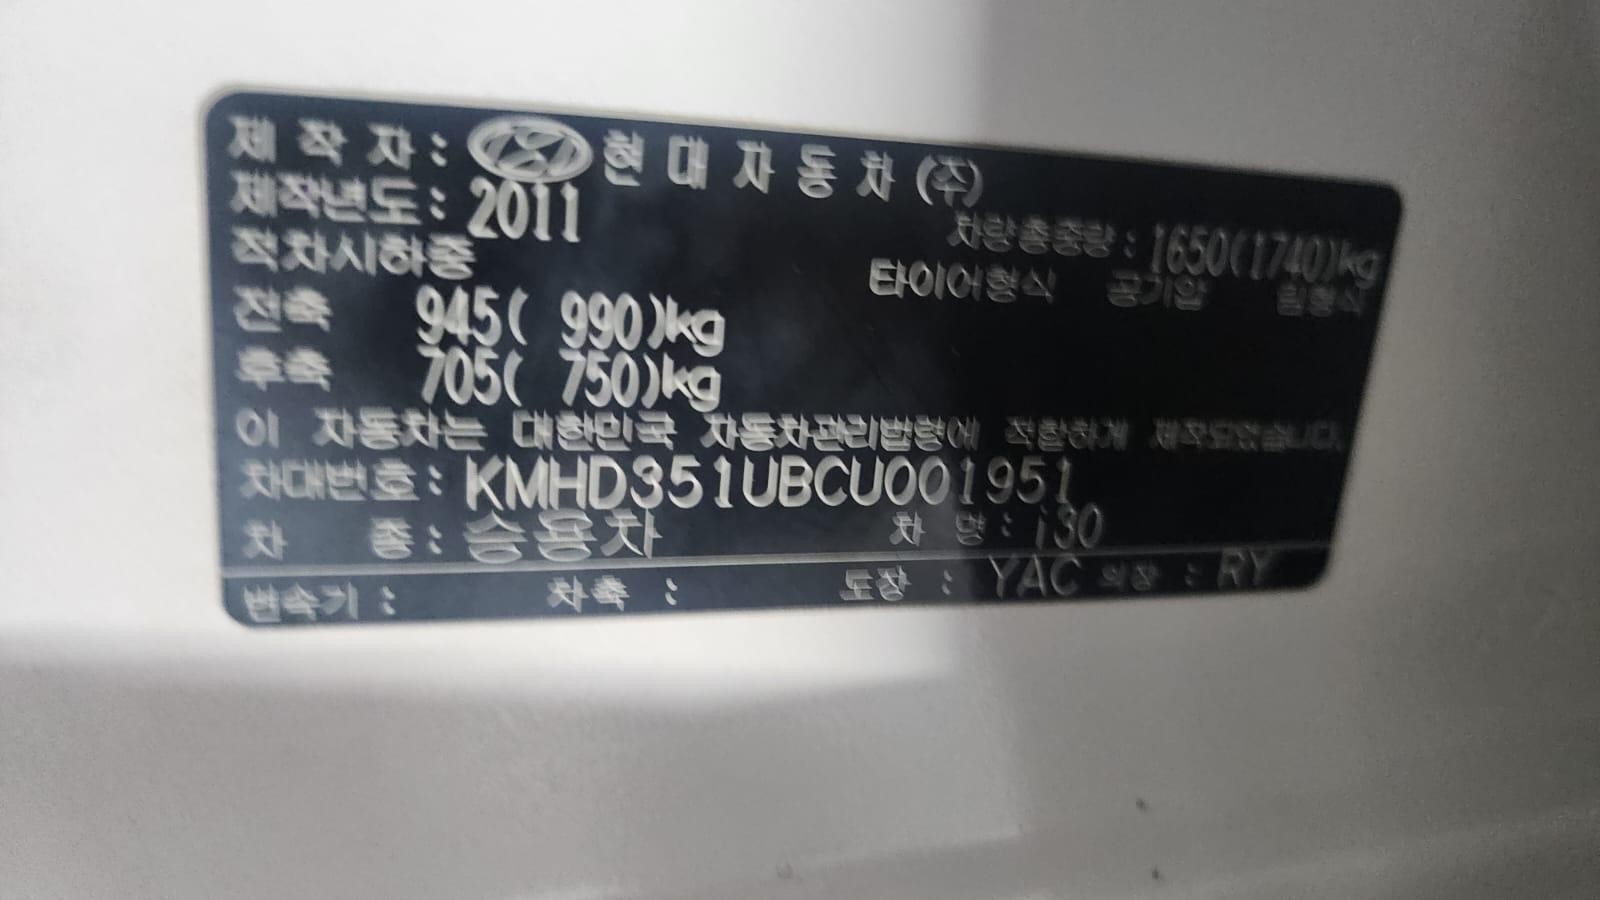 제 작 자 : 현 대 자 동 차 (주)
제작년도 : 2011
차량총중량 : 1650(1740)kg
적차시하중
타이어형식 공기압 림형식
전축 945( 990)kg
후축 705( 750)kg
이 자동차는 대한민국 자동차관리법령에 적합하게 제작되었습니다.
차대번호 : KMHD351UBCU001951
차 종 : 승용차 차 명 : i30
변속기 : 차축 : 도장 : YAC 의장 : RY